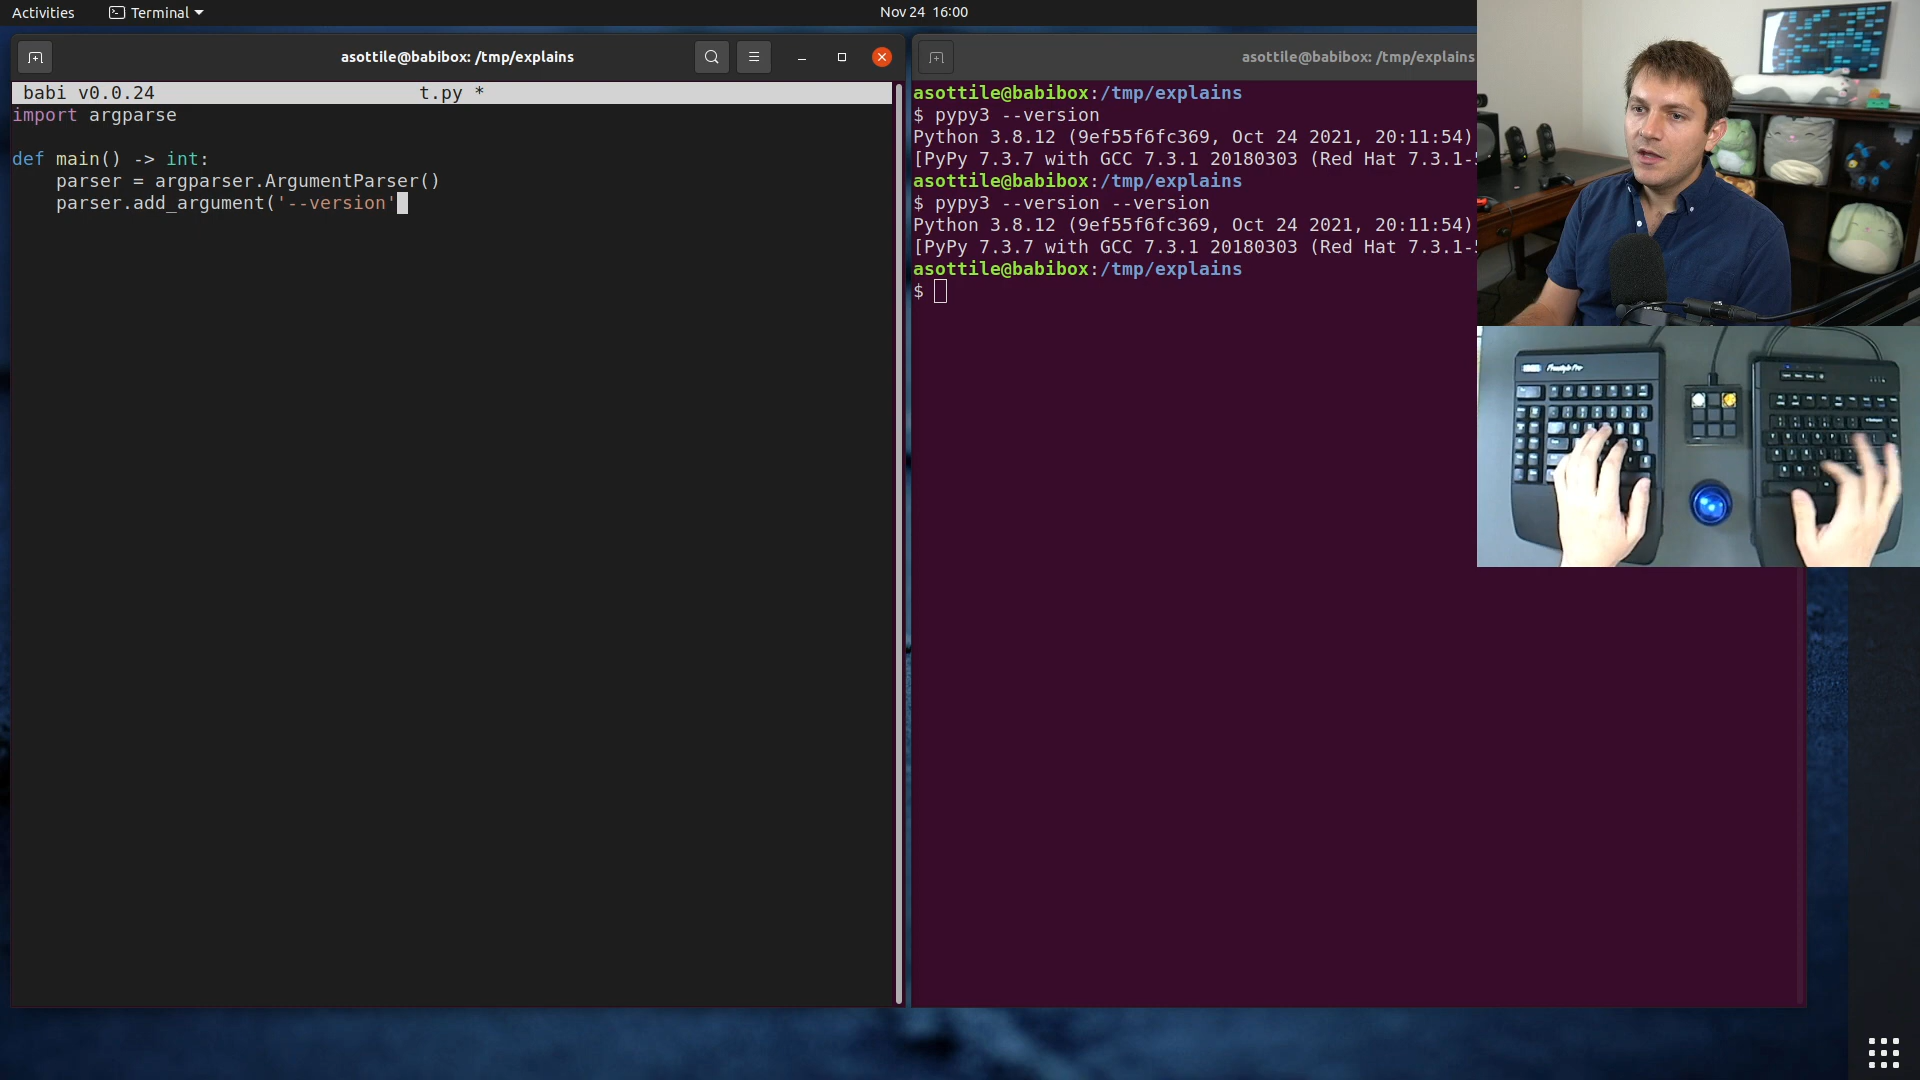 Activities
Terminal
Nov 24 16:00
asottile@babibox: /tmp/explains
babi v0.0.24 t.py *
import argparse
def main() -> int:
    parser = argparser.ArgumentParser()
    parser.add_argument('--version'
asottile@babibox: /tmp/explains
asottile@babibox:/tmp/explains
$ pypy3 --version
Python 3.8.12 (9ef55f6fc369, Oct 24 2021, 20:11:54)
[PyPy 7.3.7 with GCC 7.3.1 20180303 (Red Hat 7.3.1-
asottile@babibox:/tmp/explains
$ pypy3 --version --version
Python 3.8.12 (9ef55f6fc369, Oct 24 2021, 20:11:54)
[PyPy 7.3.7 with GCC 7.3.1 20180303 (Red Hat 7.3.1-
asottile@babibox:/tmp/explains
$
Freestyle Pro